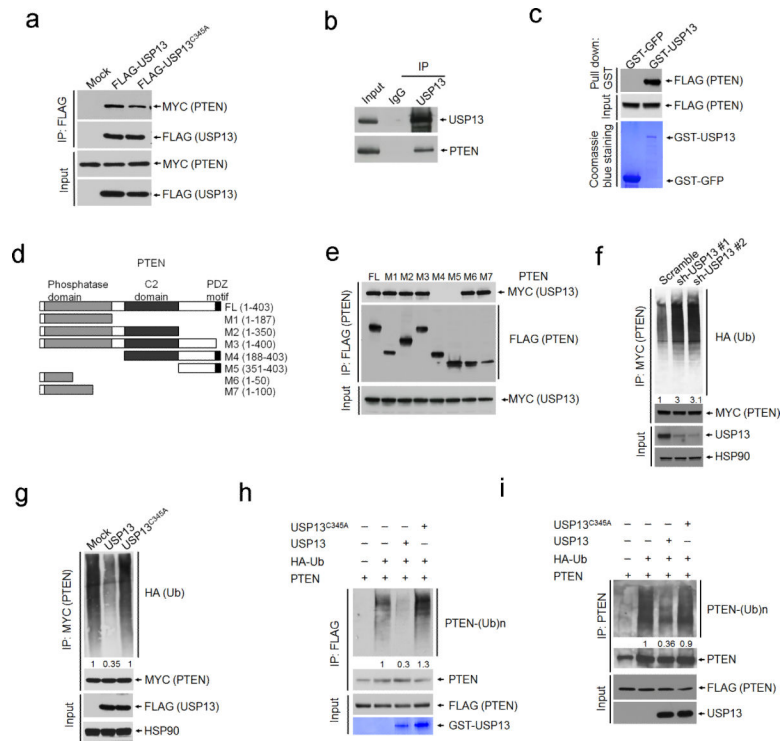 a
Mock
FLAG-USP13
FLAG-USP13C345A
IP: FLAG
MYC (PTEN)
FLAG (USP13)
Input
MYC (PTEN)
FLAG (USP13)
b
IP
Input
IgG
USP13
USP13
PTEN
c
GST-GFP
GST-USP13
Pull down: GST
FLAG (PTEN)
Input
FLAG (PTEN)
Coomassie blue staining
GST-USP13
GST-GFP
d
PTEN
Phosphatase domain
C2 domain
PDZ motif
FL (1-403)
M1 (1-187)
M2 (1-350)
M3 (1-400)
M4 (188-403)
M5 (351-403)
M6 (1-50)
M7 (1-100)
e
FL M1 M2 M3 M4 M5 M6 M7 PTEN
IP: FLAG (PTEN)
MYC (USP13)
FLAG (PTEN)
Input
MYC (USP13)
f
Scramble
sh-USP13 #1
sh-USP13 #2
IP: MYC (PTEN)
HA (Ub)
1 3 3.1
MYC (PTEN)
Input
USP13
HSP90
g
Mock
USP13
USP13C345A
IP: MYC (PTEN)
HA (Ub)
1 0.35 1
MYC (PTEN)
Input
FLAG (USP13)
HSP90
h
USP13C345A – – – +
USP13 – – + –
HA-Ub – + + +
PTEN + + + +
IP: FLAG
PTEN-(Ub)n
1 0.3 1.3
PTEN
Input
FLAG (PTEN)
GST-USP13
i
USP13C345A – – – +
USP13 – – + –
HA-Ub – + + +
PTEN + + + +
IP: PTEN
PTEN-(Ub)n
1 0.36 0.9
PTEN
Input
FLAG (PTEN)
USP13